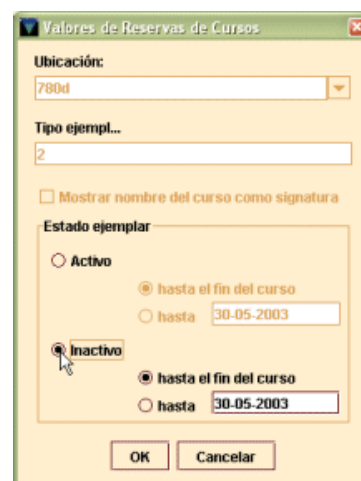 Valores de Reservas de Cursos
Ubicación:
780d
Tipo ejempl...
2
Mostrar nombre del curso como signatura
Estado ejemplar
Activo
hasta el fin del curso
hasta 30-05-2003
Inactivo
hasta el fin del curso
hasta 30-05-2003
OK Cancelar